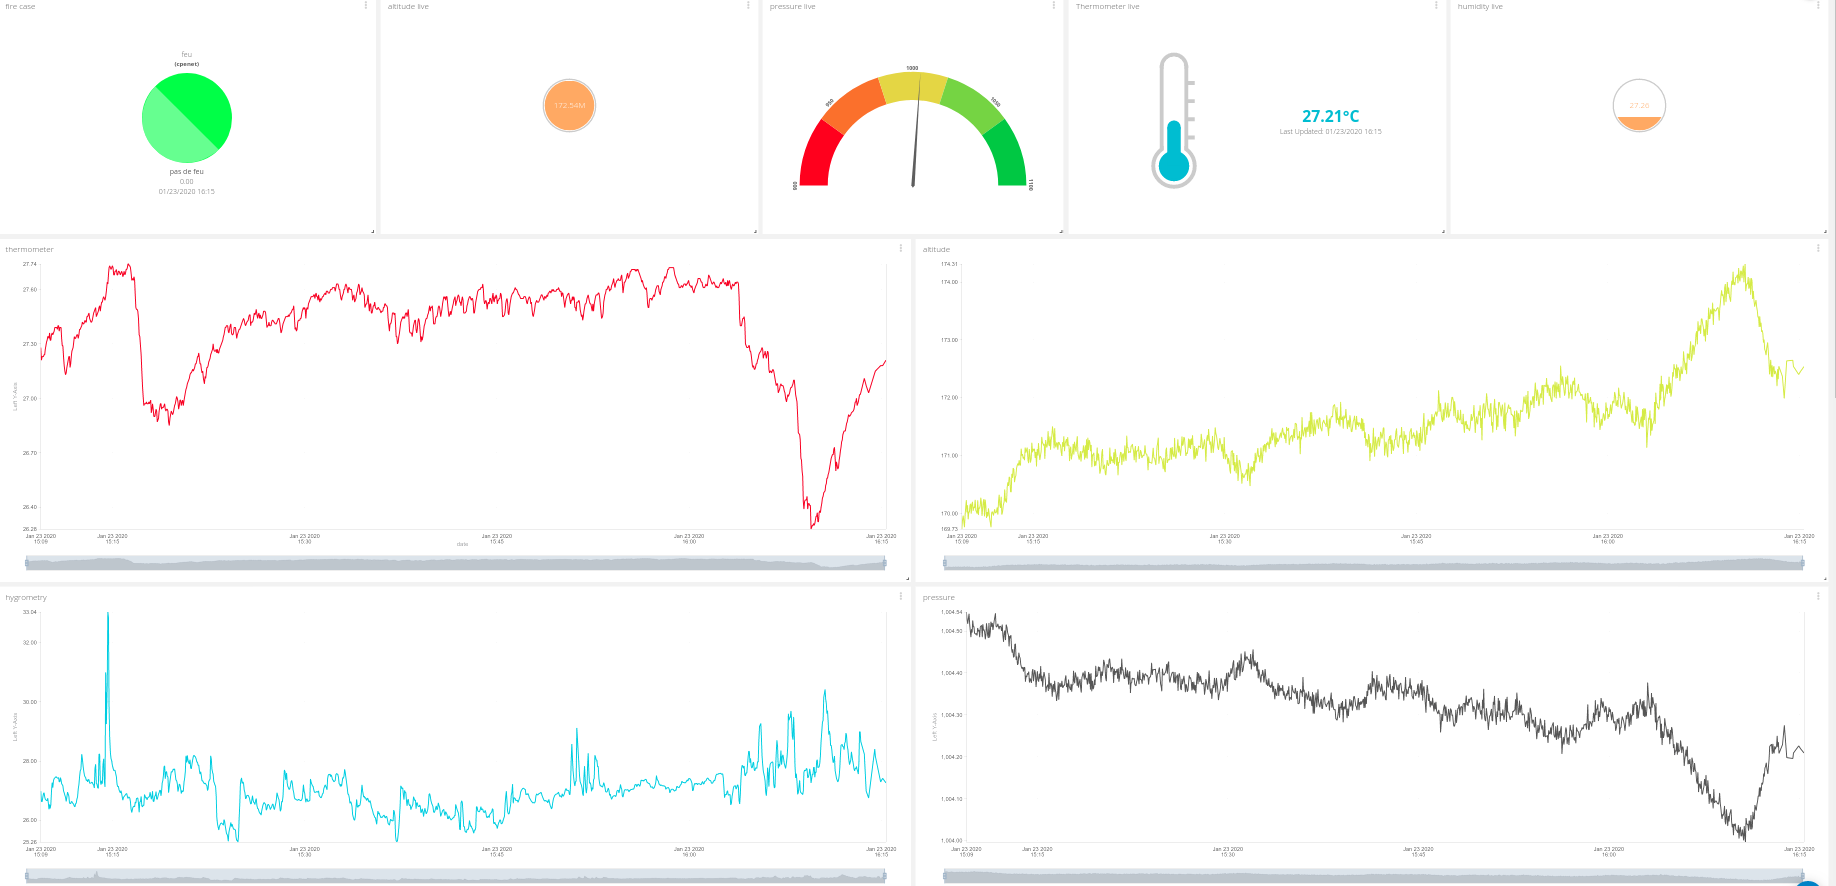 fire case
altitude live
pressure live
Thermometer live
humidity live
feu
(cpenet)
pas de feu
0.00
01/23/2020 16:15
172.54M
900
950
1000
1050
1100
27.21°C
Last Updated: 01/23/2020 16:15
27.26
thermometer
27.74
27.60
27.30
27.00
26.70
26.40
26.26
Left Y-Axis
Jan 23 2020
15:09
Jan 23 2020
15:15
Jan 23 2020
15:30
Jan 23 2020
15:45
Jan 23 2020
16:00
Jan 23 2020
16:15
date
altitude
174.31
174.00
173.00
172.00
171.00
170.00
169.73
Jan 23 2020
15:09
Jan 23 2020
15:15
Jan 23 2020
15:30
Jan 23 2020
15:45
Jan 23 2020
16:00
Jan 23 2020
16:15
hygrometry
33.04
32.00
30.00
28.00
26.00
25.26
Left Y-Axis
Jan 23 2020
15:09
Jan 23 2020
15:15
Jan 23 2020
15:30
Jan 23 2020
15:45
Jan 23 2020
16:00
Jan 23 2020
16:15
pressure
1,004.54
1,004.50
1,004.40
1,004.30
1,004.20
1,004.10
1,004.00
Left Y-Axis
Jan 23 2020
15:09
Jan 23 2020
15:15
Jan 23 2020
15:30
Jan 23 2020
15:45
Jan 23 2020
16:00
Jan 23 2020
16:15